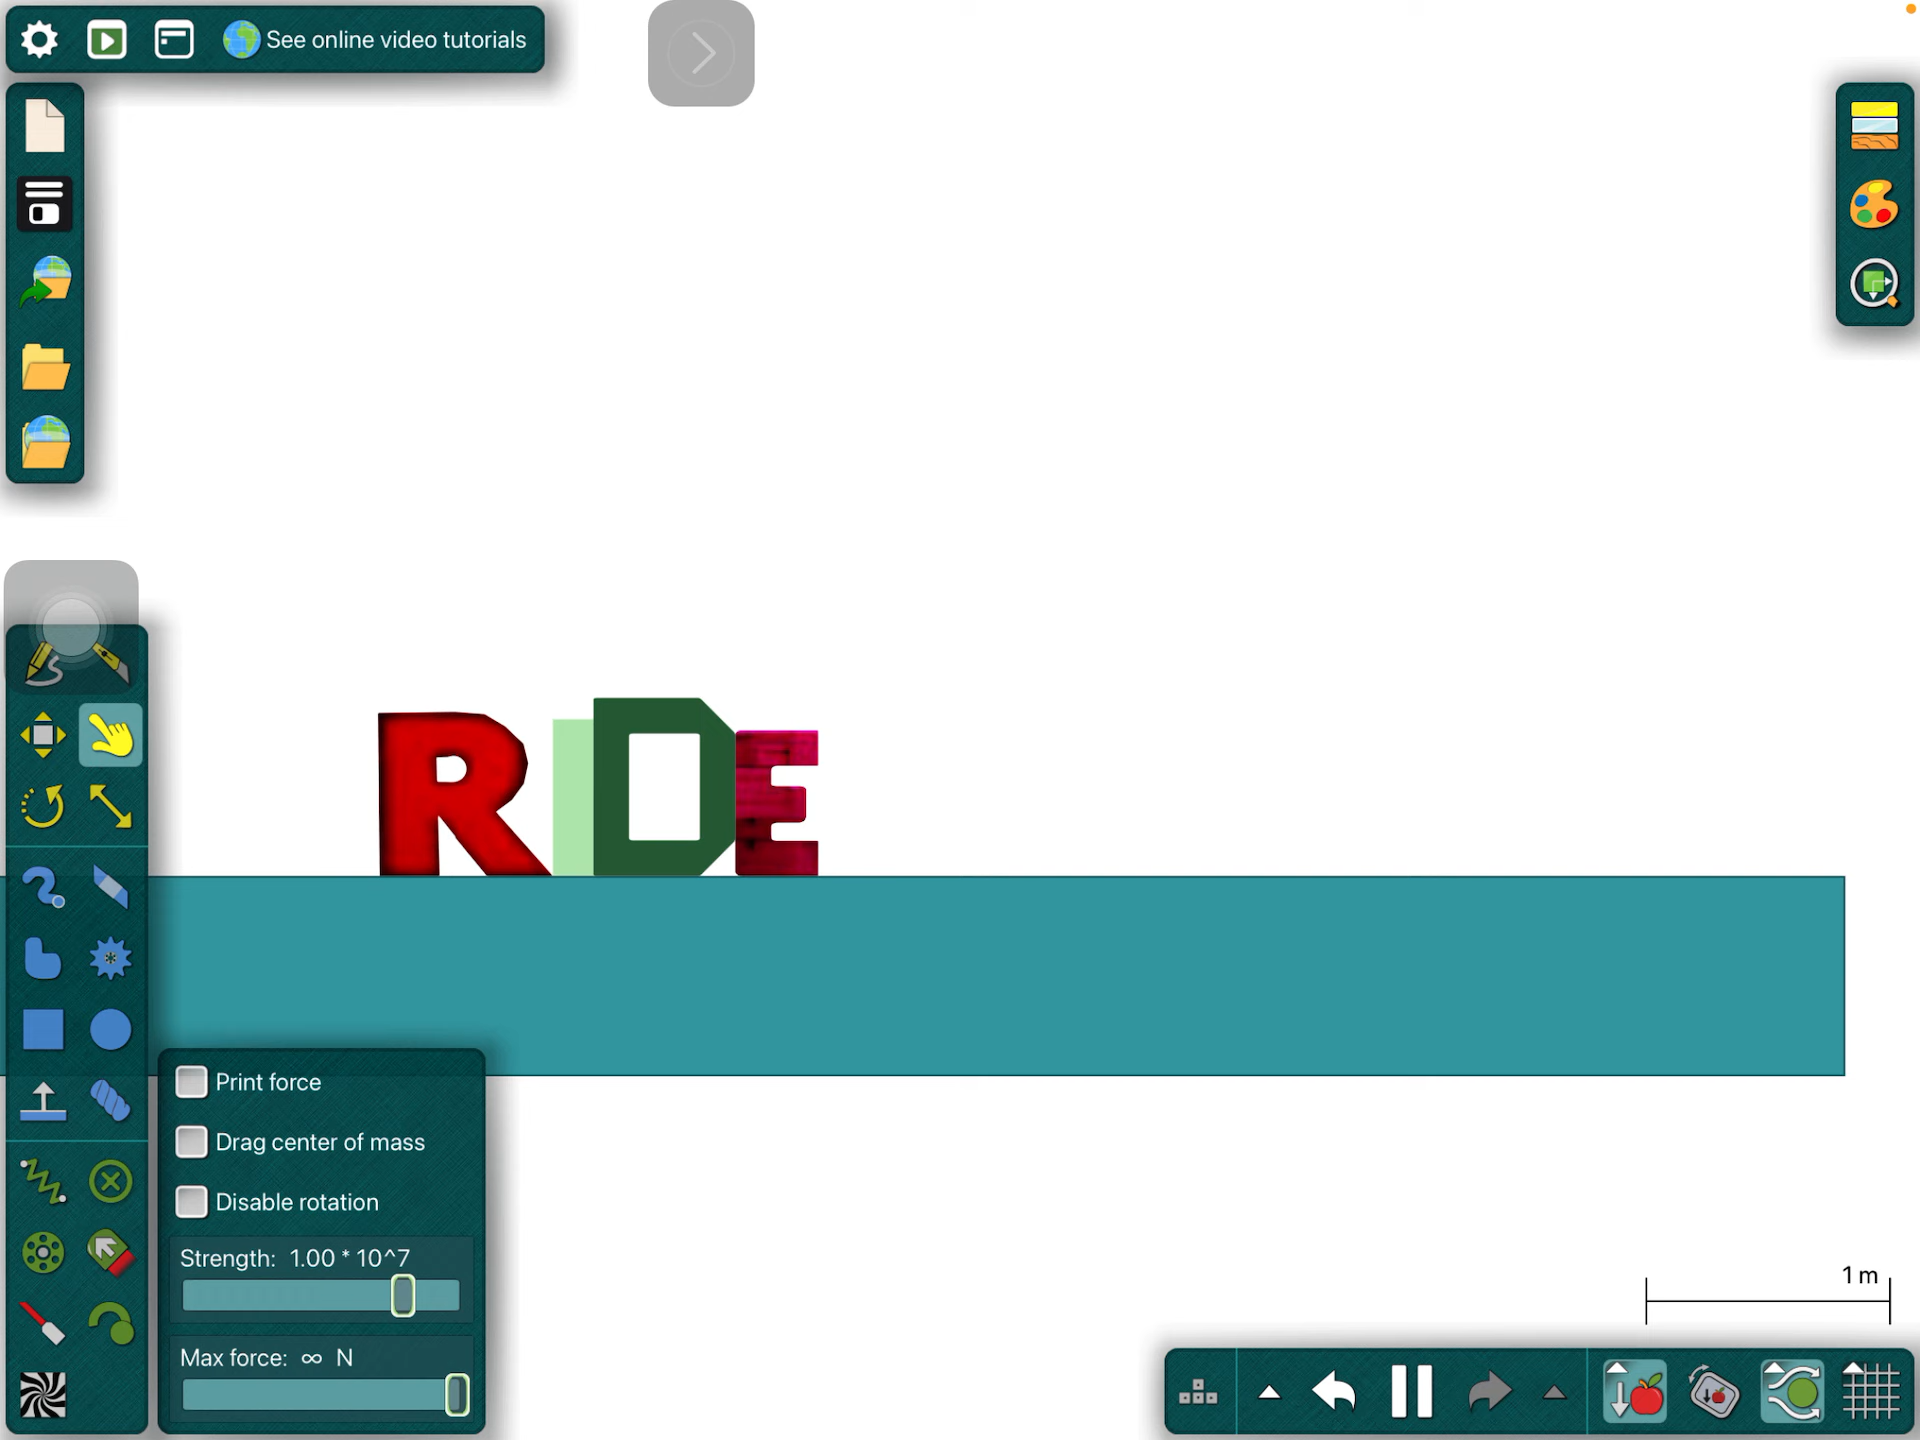 See online video tutorials
RIDE
Print force
Drag center of mass
Disable rotation
Strength: 1.00 * 10^7
Max force: ∞ N
1 m